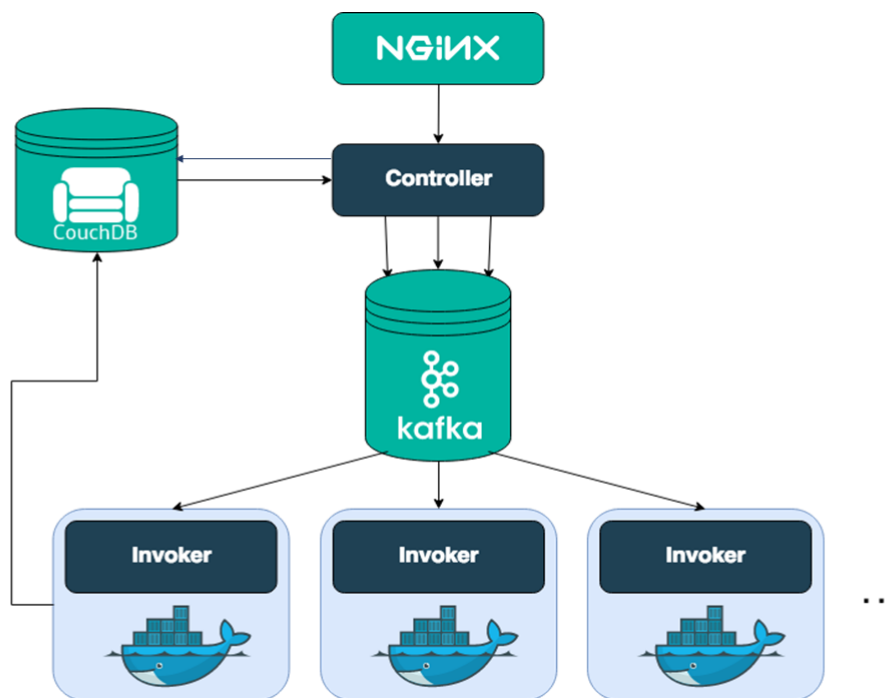 NGINX
Controller
CouchDB
kafka
Invoker
Invoker
Invoker
..